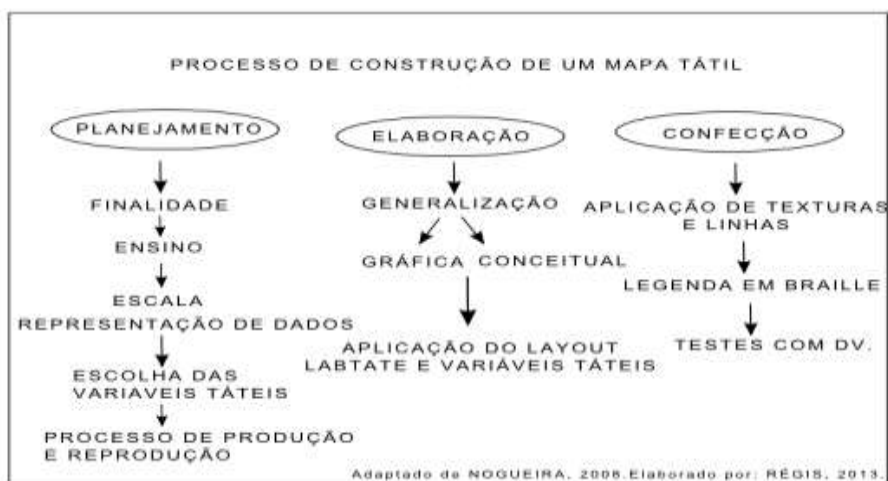 PROCESSO DE CONSTRUÇÃO DE UM MAPA TÁTIL
PLANEJAMENTO
FINALIDADE
ENSINO
ESCALA
REPRESENTAÇÃO DE DADOS
ESCOLHA DAS
VARIAVEIS TÁTEIS
PROCESSO DE PRODUÇÃO
E REPRODUÇÃO
ELABORAÇÃO
GENERALIZAÇÃO
GRÁFICA CONCEITUAL
APLICAÇÃO DO LAYOUT
LABTATE E VARIÁVEIS TÁTEIS
CONFECÇÃO
APLICAÇÃO DE TEXTURAS
E LINHAS
LEGENDA EM BRAILLE
TESTES COM DV.
Adaptado de NOGUEIRA, 2008.Elaborado por: RÉGIS, 2013.